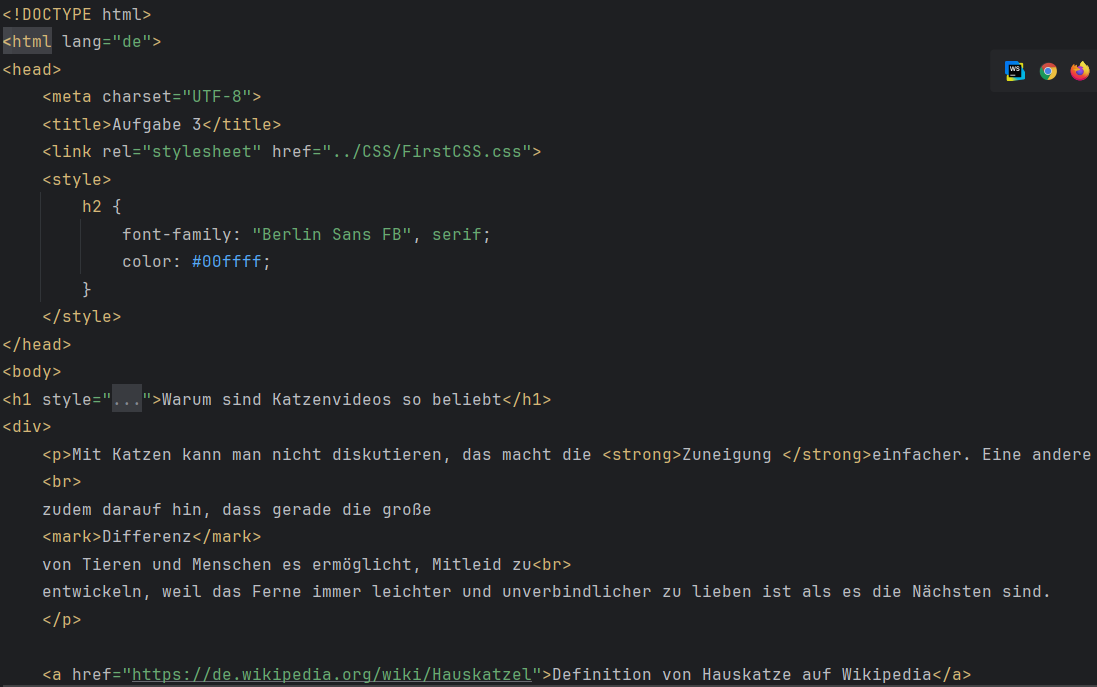 <!DOCTYPE html>
<html lang="de">
<head>
    <meta charset="UTF-8">
    <title>Aufgabe 3</title>
    <link rel="stylesheet" href="../CSS/FirstCSS.css">
    <style>
        h2 {
            font-family: "Berlin Sans FB", serif;
            color: #00ffff;
        }
    </style>
</head>
<body>
<h1 style="...">Warum sind Katzenvideos so beliebt</h1>
<div>
    <p>Mit Katzen kann man nicht diskutieren, das macht die <strong>Zuneigung </strong>einfacher. Eine andere
    <br>
    zudem darauf hin, dass gerade die große
    <mark>Differenz</mark>
    von Tieren und Menschen es ermöglicht, Mitleid zu<br>
    entwickeln, weil das Ferne immer leichter und unverbindlicher zu lieben ist als es die Nächsten sind.
    </p>

    <a href="https://de.wikipedia.org/wiki/Hauskatzel">Definition von Hauskatze auf Wikipedia</a>
WS